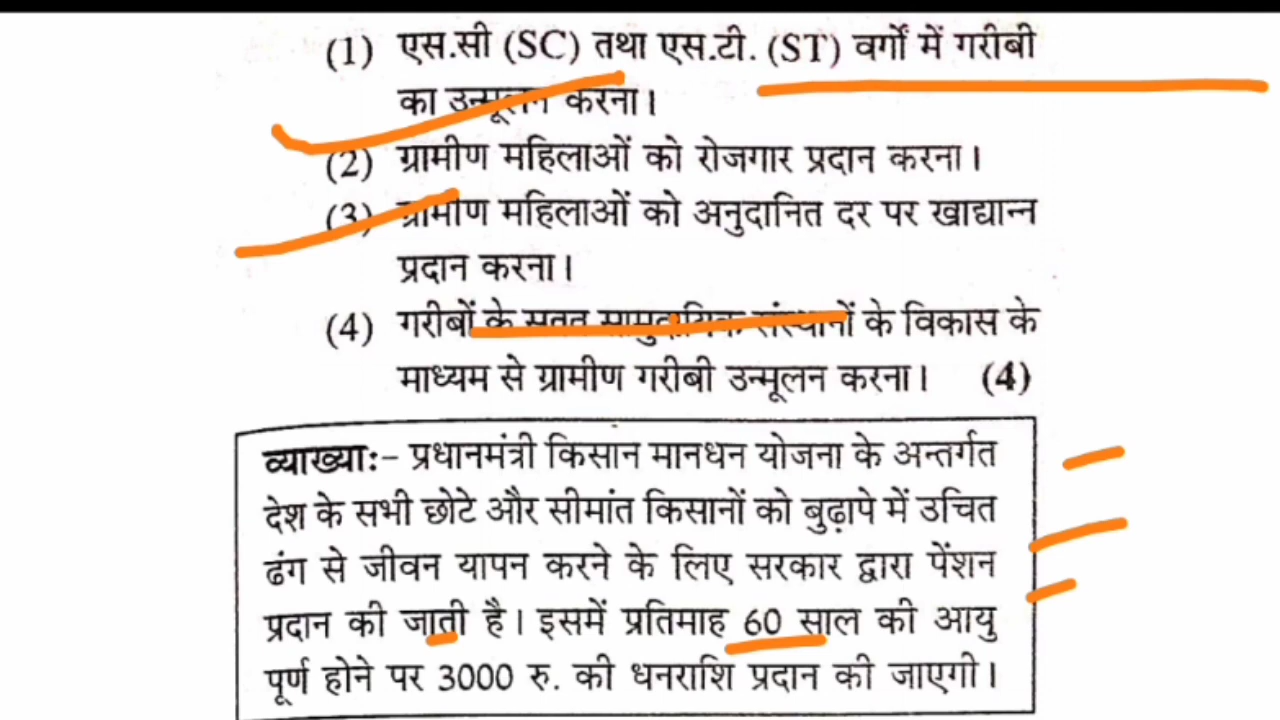 (1) एस.सी (SC) तथा एस.टी. (ST) वर्गों में गरीबी
का उन्मूलन करना।
(2) ग्रामीण महिलाओं को रोजगार प्रदान करना।
(3) ग्रामीण महिलाओं को अनुदानित दर पर खाद्यान्न
प्रदान करना।
(4) गरीबों के सतत सामुदायिक संस्थानों के विकास के
माध्यम से ग्रामीण गरीबी उन्मूलन करना। (4)
व्याख्याः– प्रधानमंत्री किसान मानधन योजना के अन्तर्गत
देश के सभी छोटे और सीमांत किसानों को बुढ़ापे में उचित
ढंग से जीवन यापन करने के लिए सरकार द्वारा पेंशन
प्रदान की जाती है। इसमें प्रतिमाह 60 साल की आयु
पूर्ण होने पर 3000 रु. की धनराशि प्रदान की जाएगी।